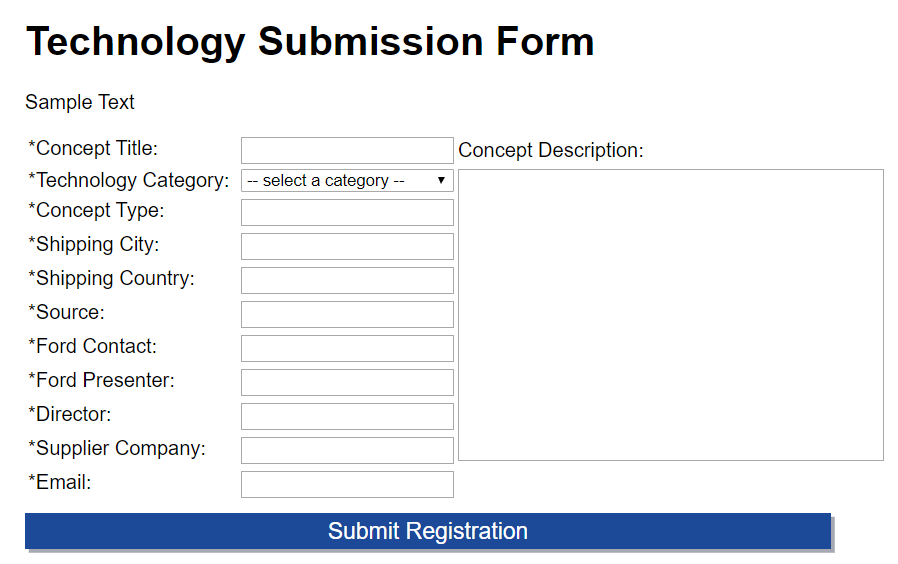 Technology Submission Form
Sample Text
*Concept Title:
Concept Description:
*Technology Category: -- select a category --
*Concept Type:
*Shipping City:
*Shipping Country:
*Source:
*Ford Contact:
*Ford Presenter:
*Director:
*Supplier Company:
*Email:
Submit Registration